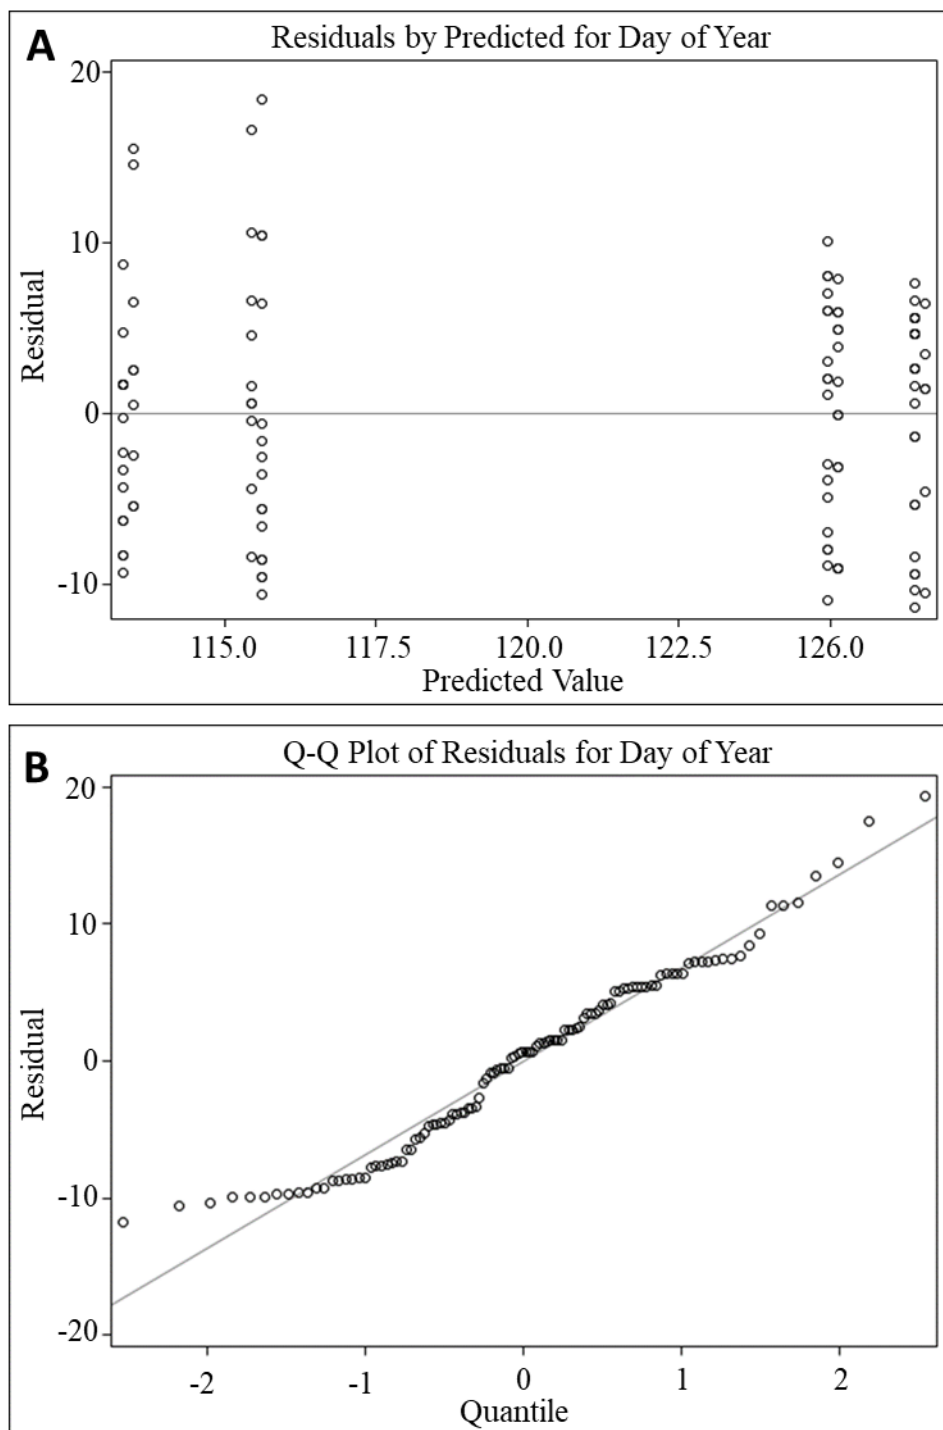 A
Residuals by Predicted for Day of Year
20
10
0
-10
Residual
115.0 117.5 120.0 122.5 126.0
Predicted Value
B
Q-Q Plot of Residuals for Day of Year
20
10
0
-10
-20
Residual
-2 -1 0 1 2
Quantile